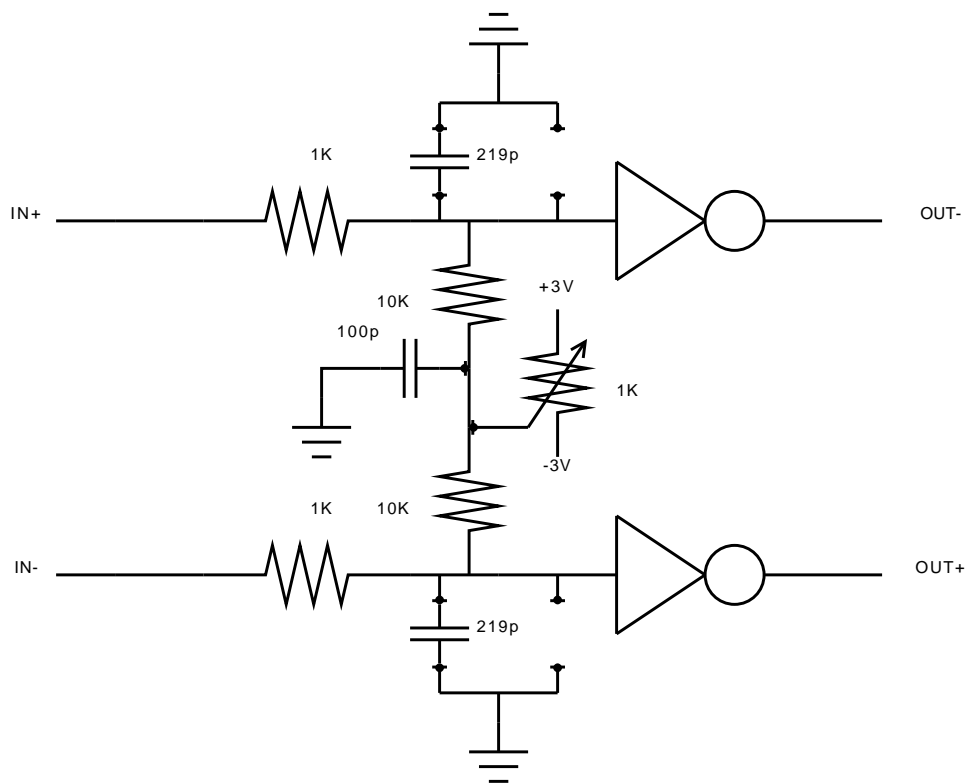 1K
219p
IN+
OUT-
+3V
10K
100p
1K
-3V
1K
10K
IN-
OUT+
219p